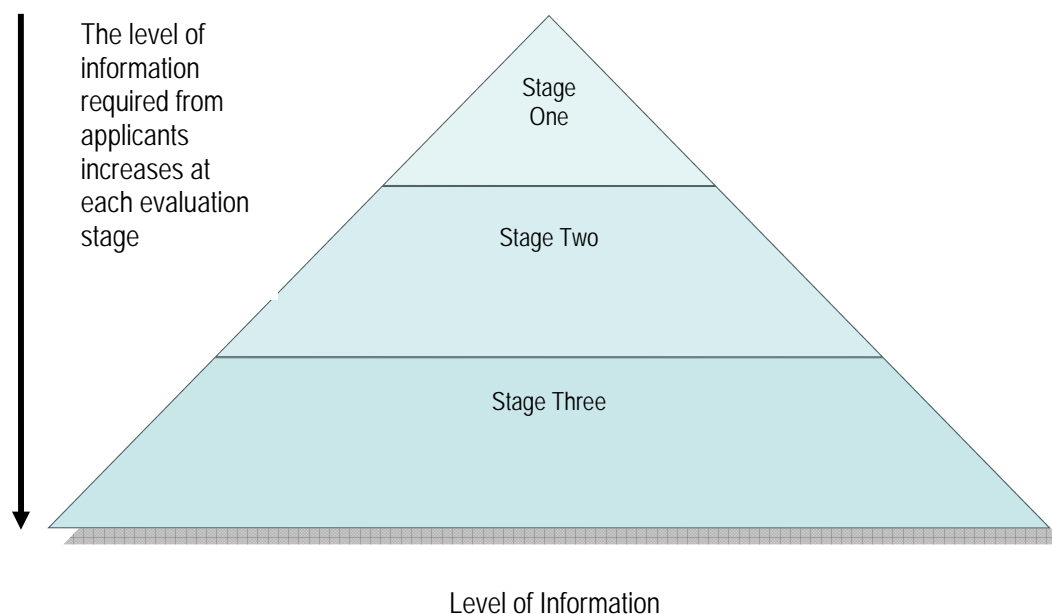 The level of
information
required from
applicants
increases at
each evaluation
stage
Stage
One
Stage Two
Stage Three
Level of Information